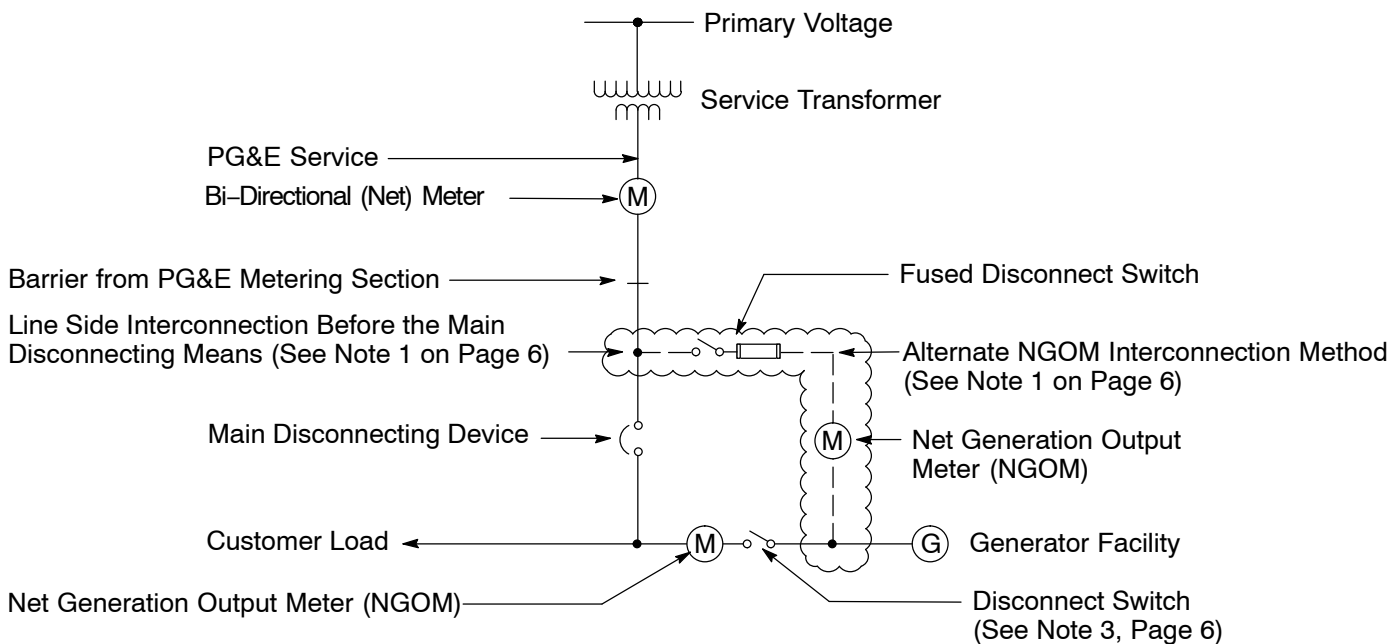 Primary Voltage
Service Transformer
PG&E Service
Bi–Directional (Net) Meter
M
Barrier from PG&E Metering Section
Fused Disconnect Switch
Line Side Interconnection Before the Main
Disconnecting Means (See Note 1 on Page 6)
Alternate NGOM Interconnection Method
(See Note 1 on Page 6)
Main Disconnecting Device
M
Net Generation Output
Meter (NGOM)
Customer Load
M
G
Generator Facility
Net Generation Output Meter (NGOM)
Disconnect Switch
(See Note 3, Page 6)